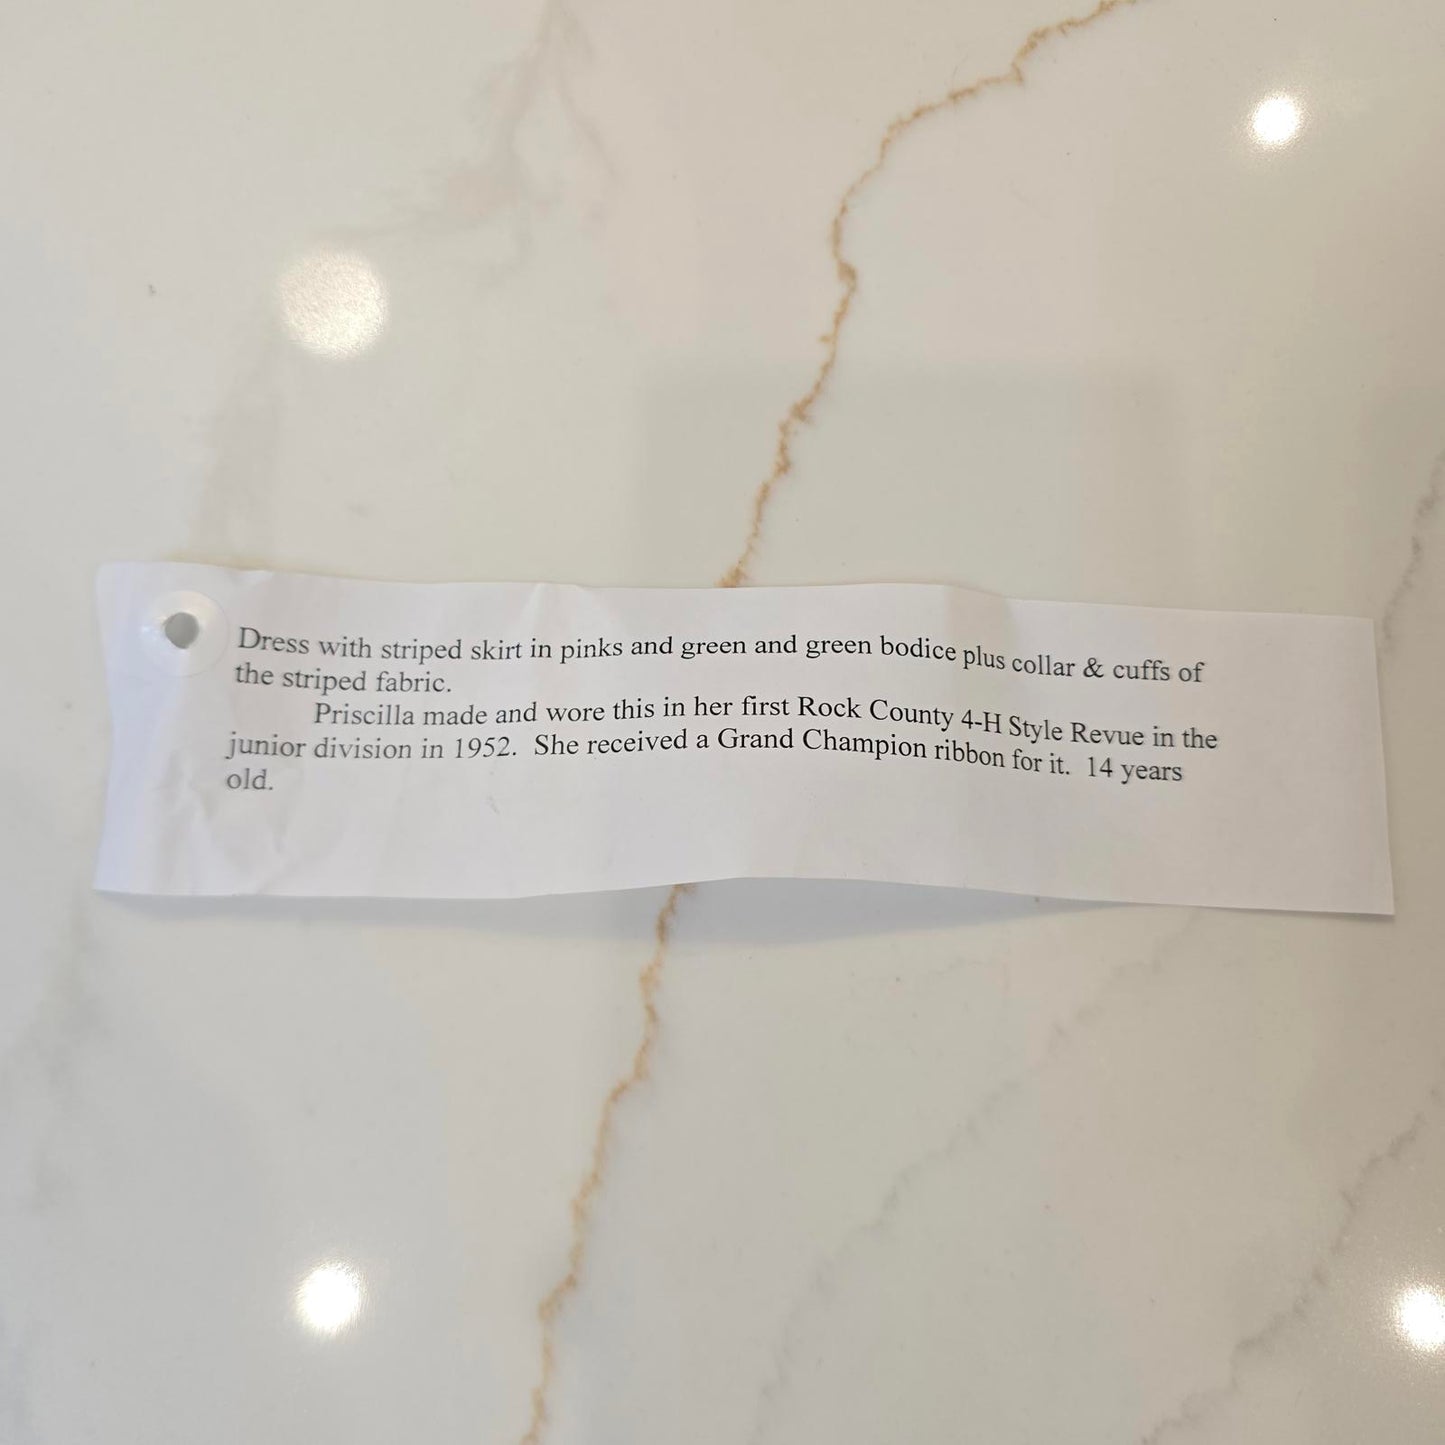 Dress with striped skirt in pinks and green and green bodice plus collar & cuffs of
the striped fabric.
Priscilla made and wore this in her first Rock County 4-H Style Revue in the
junior division in 1952.  She received a Grand Champion ribbon for it.  14 years
old.